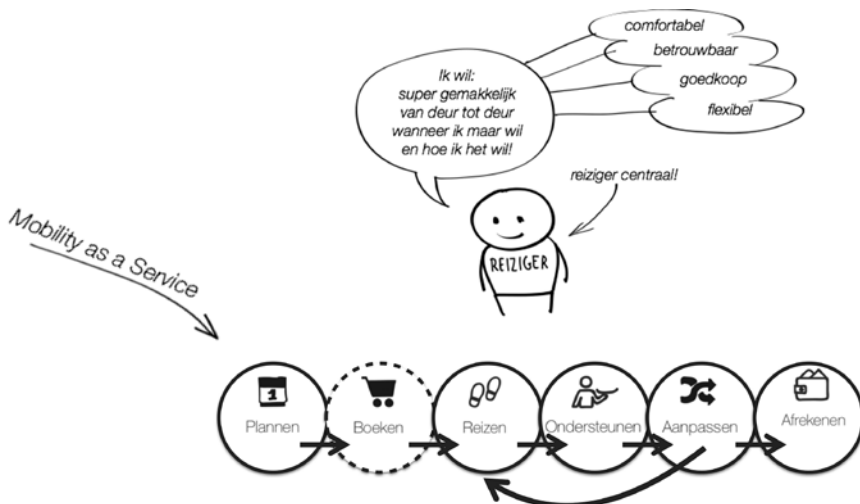 comfortabel
betrouwbaar
goedkoop
flexibel
Ik wil:
super gemakkelijk
van deur tot deur
wanneer ik maar wil
en hoe ik het wil!
reiziger centraal!
REIZIGER
Mobility as a Service
1
Plannen
Boeken
Reizen
Ondersteunen
Aanpassen
Afrekenen